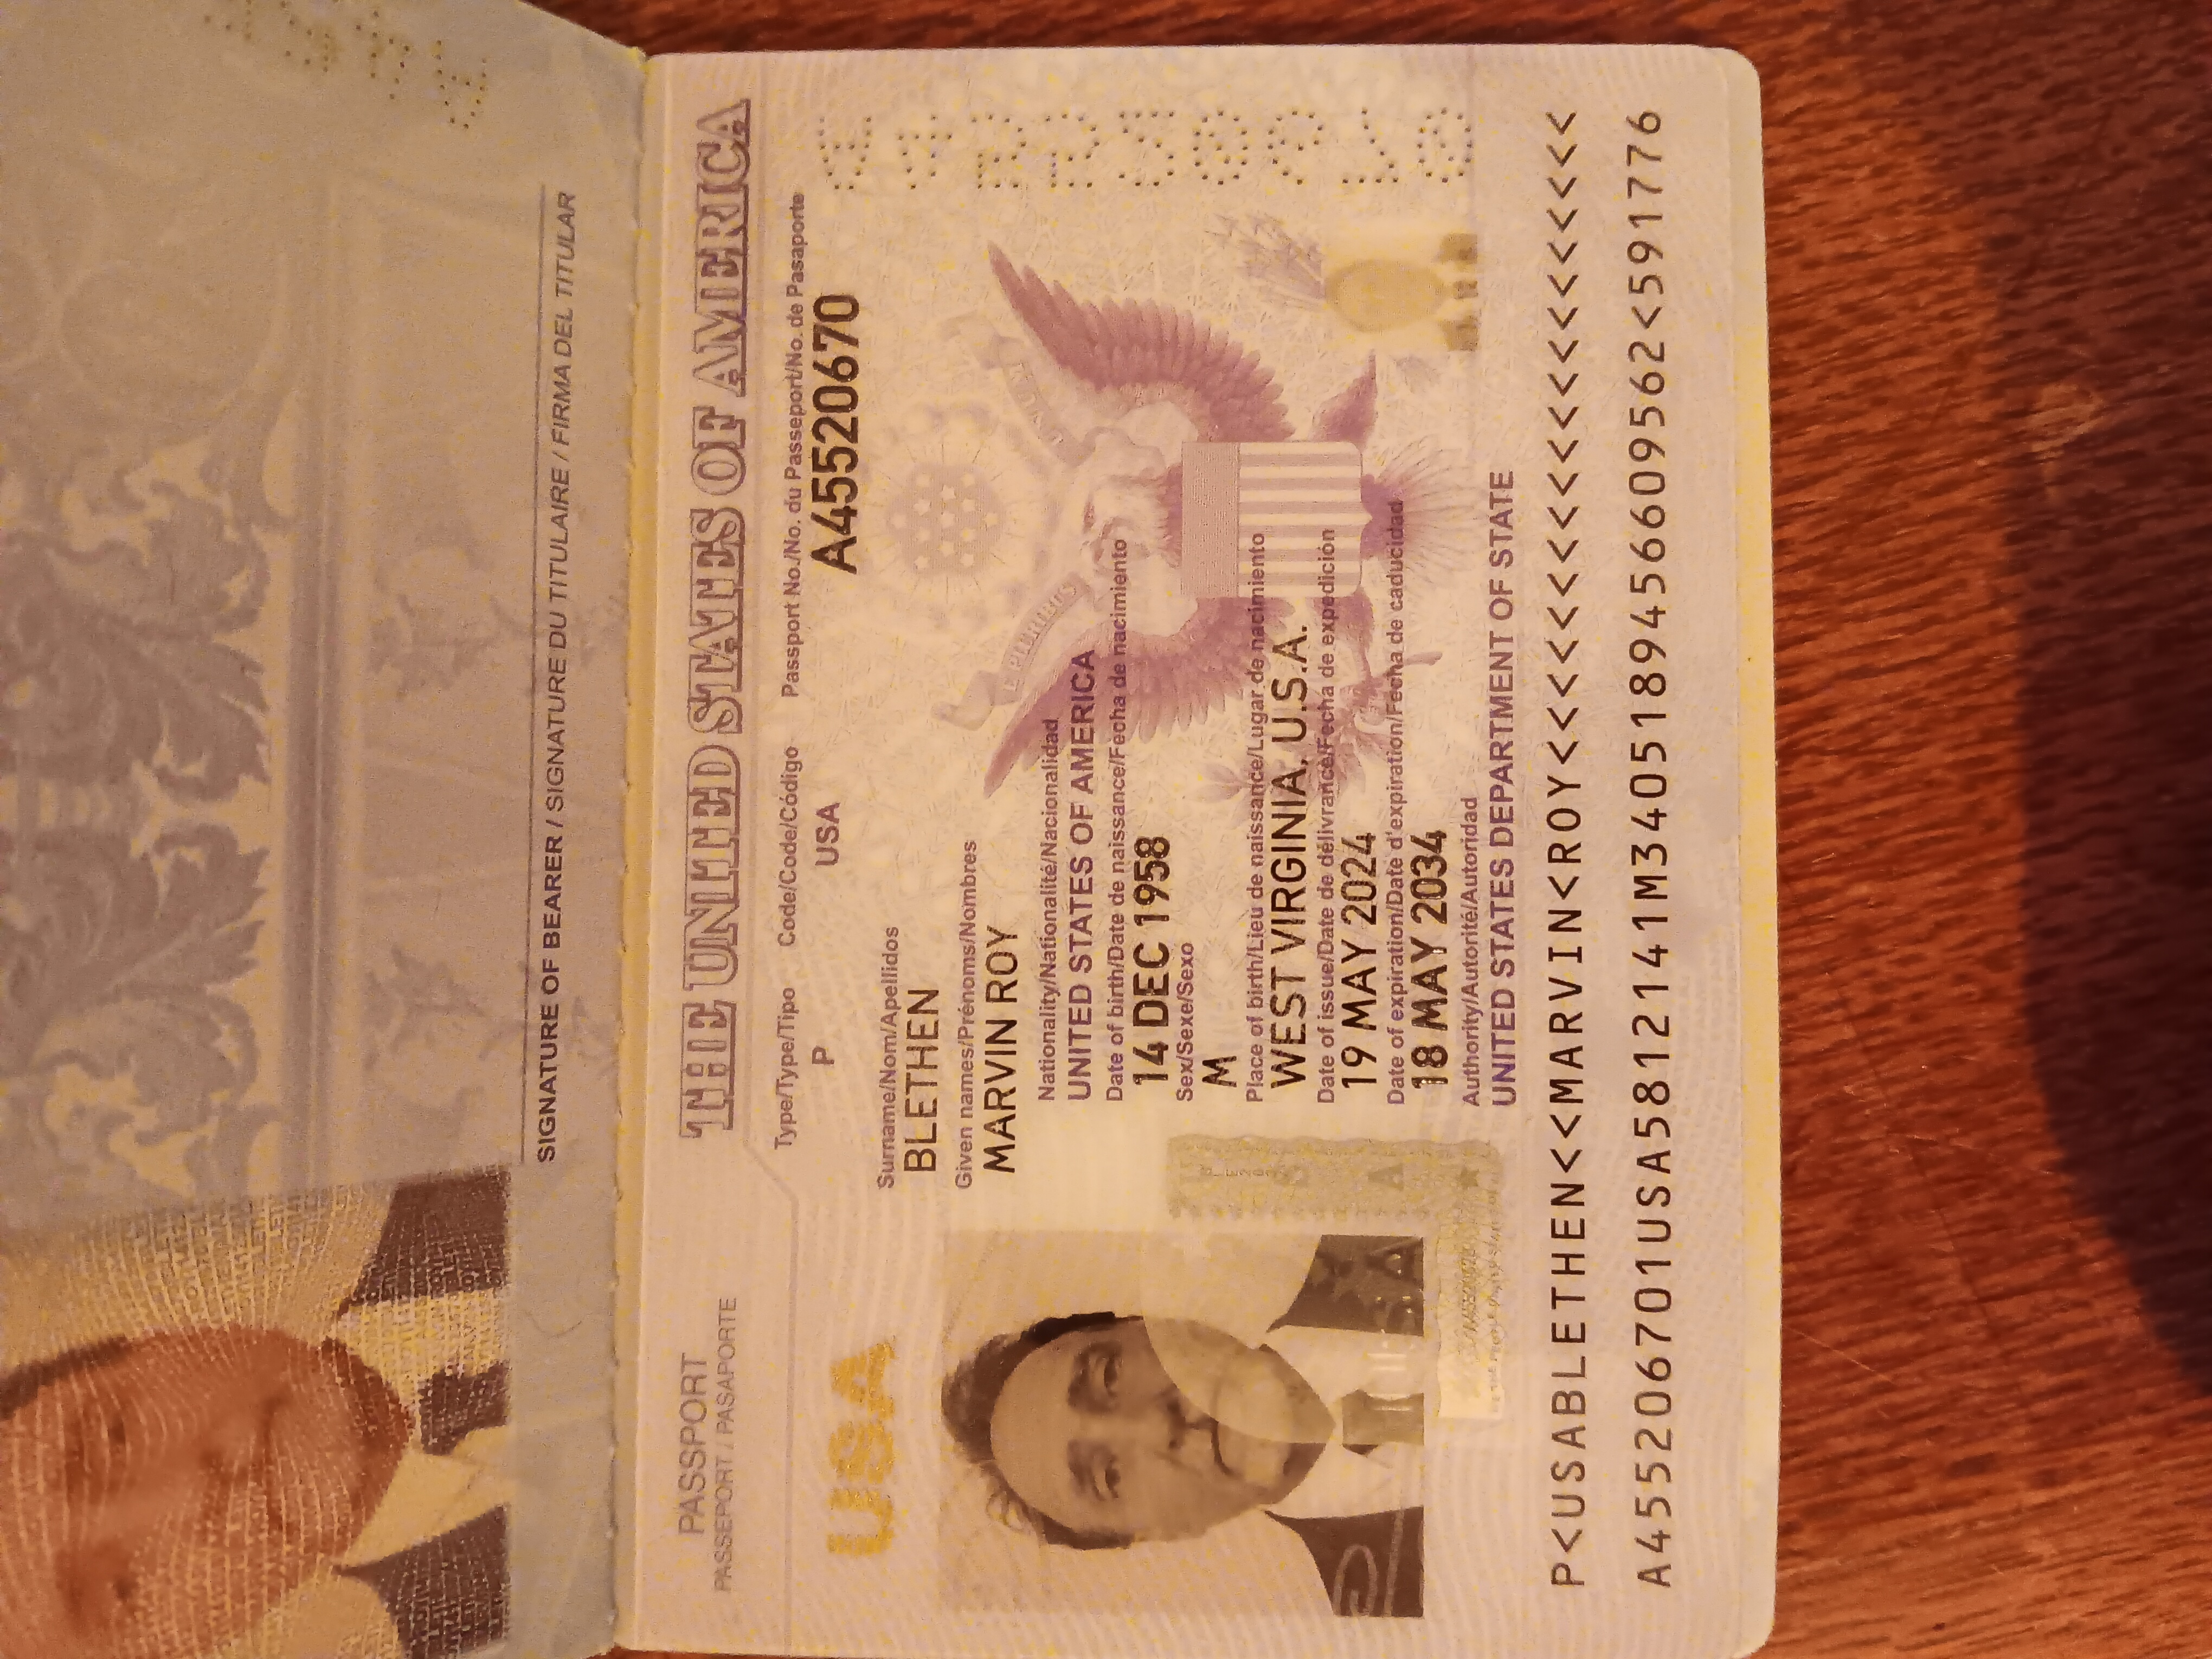 SIGNATURE OF BEARER / SIGNATURE DU TITULAIRE / FIRMA DEL TITULAR
PASSPORT
PASSEPORT / PASAPORTE
THE UNITED STATES OF AMERICA
Type/Type/Tipo Code/Code/Código Passport No./No. du Passeport/No. de Pasaporte
P USA A45520670
USA
Surname/Nom/Apellidos
BLETHEN
Given names/Prénoms/Nombres
MARVIN ROY
Nationality/Nationalité/Nacionalidad
UNITED STATES OF AMERICA
Date of birth/Date de naissance/Fecha de nacimiento
14 DEC 1958
Sex/Sexe/Sexo
M
Place of birth/Lieu de naissance/Lugar de nacimiento
WEST VIRGINIA, U.S.A.
Date of issue/Date de délivrance/Fecha de expedición
19 MAY 2024
Date of expiration/Date d'expiration/Fecha de caducidad
18 MAY 2034
Authority/Autorité/Autoridad
UNITED STATES DEPARTMENT OF STATE
E PLURIBUS UNUM
P<USABLETHEN<<MARVIN<ROY<<<<<<<<<<<<<<<<<<<<
A455206701USA5812141M3405189456609562<591776